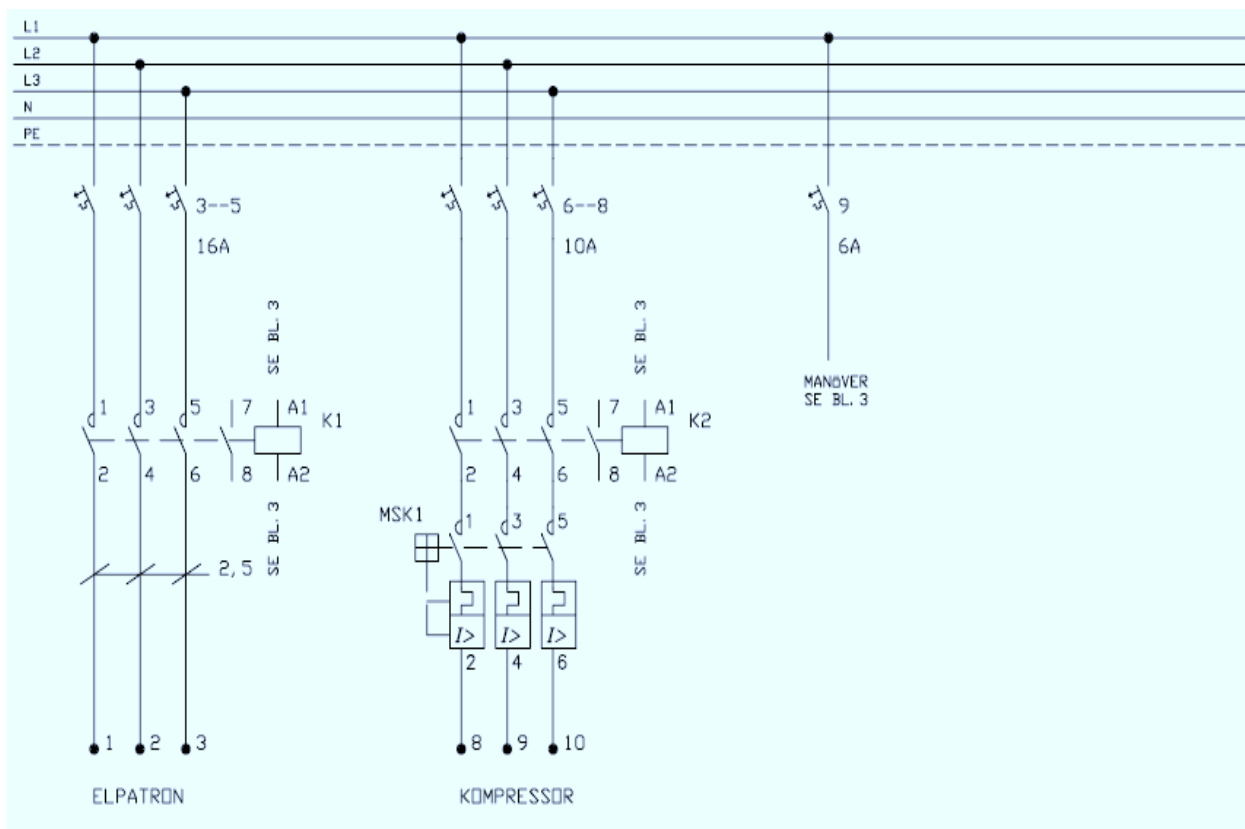 L1
L2
L3
N
PE
3--5
16A
6--8
10A
9
6A
SE BL. 3
SE BL. 3
MANÖVER
SE BL. 3
1 3 5 7 A1 K1
2 4 6 8 A2
1 3 5 7 A1 K2
2 4 6 8 A2
SE BL. 3
SE BL. 3
2,5
MSK1
1 3 5
I> I> I>
2 4 6
1 2 3
8 9 10
ELPATRON
KOMPRESSOR